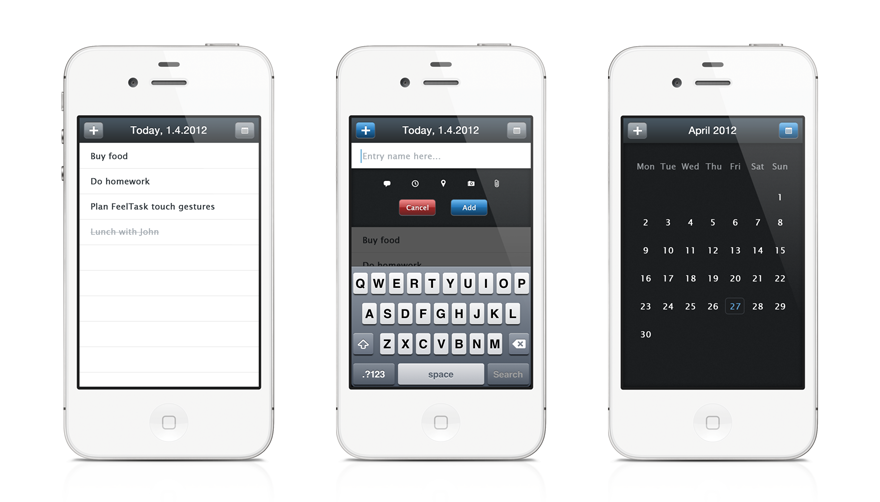 Today, 1.4.2012
Buy food
Do homework
Plan FeelTask touch gestures
Lunch with John
Today, 1.4.2012
Entry name here...
Cancel Add
Buy food
Do homework
Q W E R T Y U I O P
A S D F G H J K L
Z X C V B N M
.?123 space Search
April 2012
Mon Tue Wed Thu Fri Sat Sun
1
2 3 4 5 6 7 8
9 10 11 12 13 14 15
16 17 18 19 20 21 22
23 24 25 26 27 28 29
30